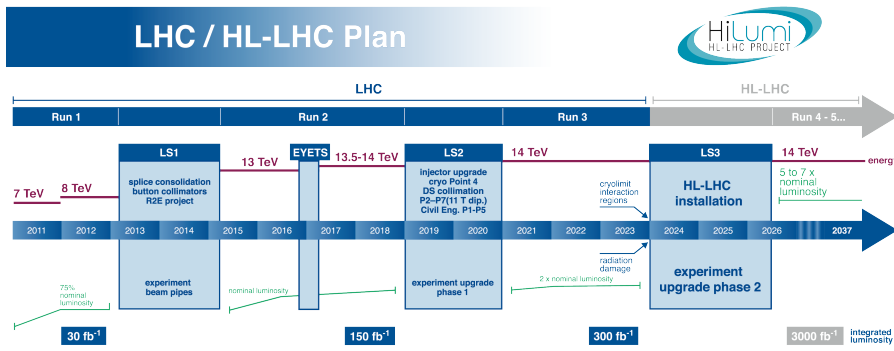 LHC / HL-LHC Plan
HiLumi
HL-LHC PROJECT
LHC
HL-LHC
Run 1
Run 2
Run 3
Run 4 - 5...
LS1
EYETS
LS2
LS3
7 TeV
8 TeV
13 TeV
13.5-14 TeV
14 TeV
14 TeV
energ
splice consolidation
button collimators
R2E project
injector upgrade
cryo Point 4
DS collimation
P2-P7(11 T dip.)
Civil Eng. P1-P5
cryolimit
interaction
regions
HL-LHC
installation
5 to 7 x
nominal
luminosity
2011 2012 2013 2014 2015 2016 2017 2018 2019 2020 2021 2022 2023 2024 2025 2026 2037
75%
nominal
luminosity
experiment
beam pipes
nominal luminosity
experiment upgrade
phase 1
2 x nominal luminosity
radiation
damage
experiment
upgrade phase 2
30 fb⁻¹
150 fb⁻¹
300 fb⁻¹
3000 fb⁻¹
integrated
luminosity